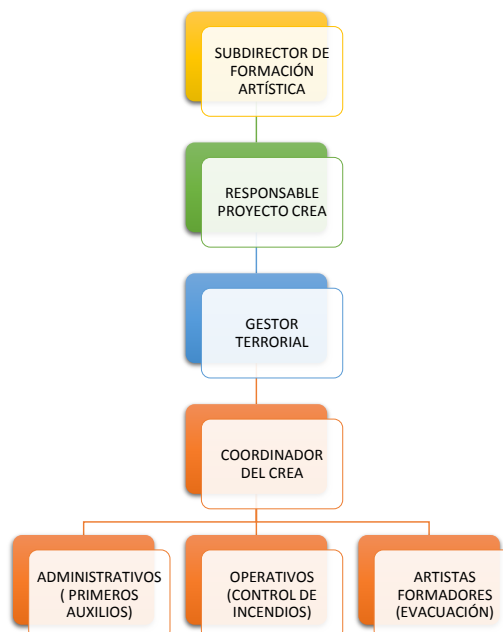 SUBDIRECTOR DE
FORMACIÓN
ARTÍSTICA
RESPONSABLE
PROYECTO CREA
GESTOR
TERRORIAL
COORDINADOR
DEL CREA
ADMINISTRATIVOS
( PRIMEROS
AUXILIOS)
OPERATIVOS
(CONTROL DE
INCENDIOS)
ARTISTAS
FORMADORES
(EVACUACIÓN)